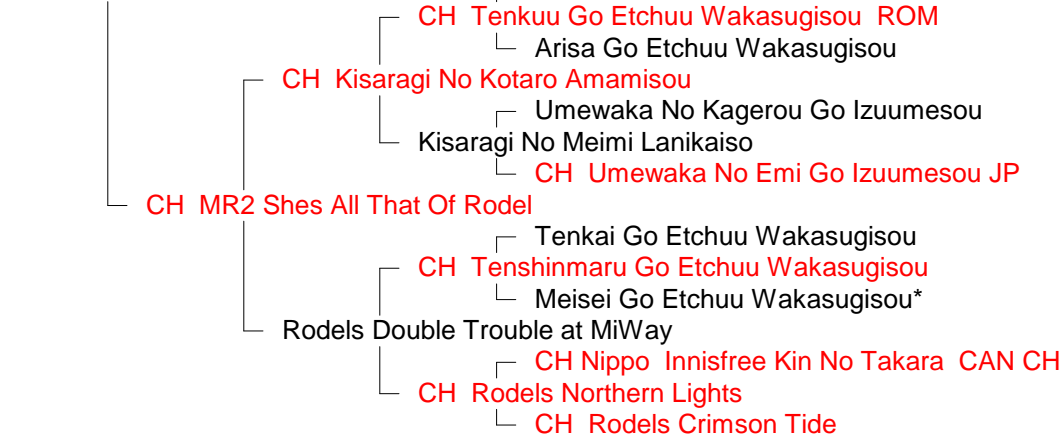 CH Tenkuu Go Etchuu Wakasugisou ROM
Arisa Go Etchuu Wakasugisou
CH Kisaragi No Kotaro Amamisou
Umewaka No Kagerou Go Izuumesou
Kisaragi No Meimi Lanikaiso
CH Umewaka No Emi Go Izuumesou JP
CH MR2 Shes All That Of Rodel
Tenkai Go Etchuu Wakasugisou
CH Tenshinmaru Go Etchuu Wakasugisou
Meisei Go Etchuu Wakasugisou*
Rodels Double Trouble at MiWay
CH Nippo Innisfree Kin No Takara CAN CH
CH Rodels Northern Lights
CH Rodels Crimson Tide